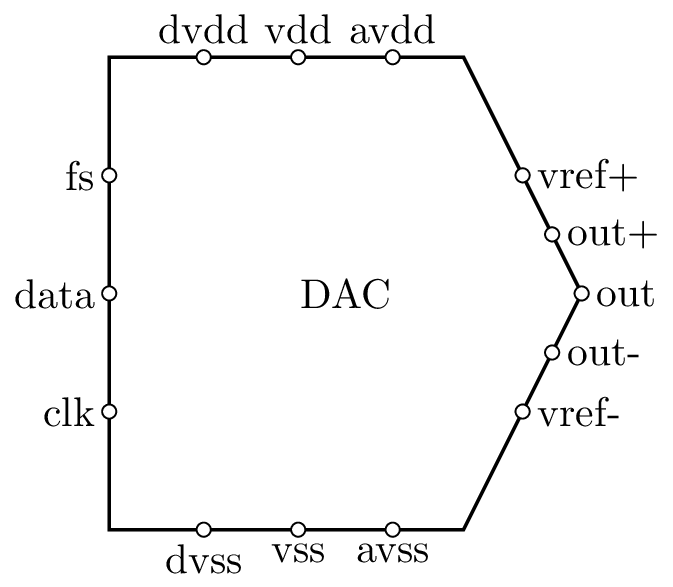 dvdd vdd avdd
fs
vref+
out+
data
DAC
out
out-
clk
vref-
dvss vss avss